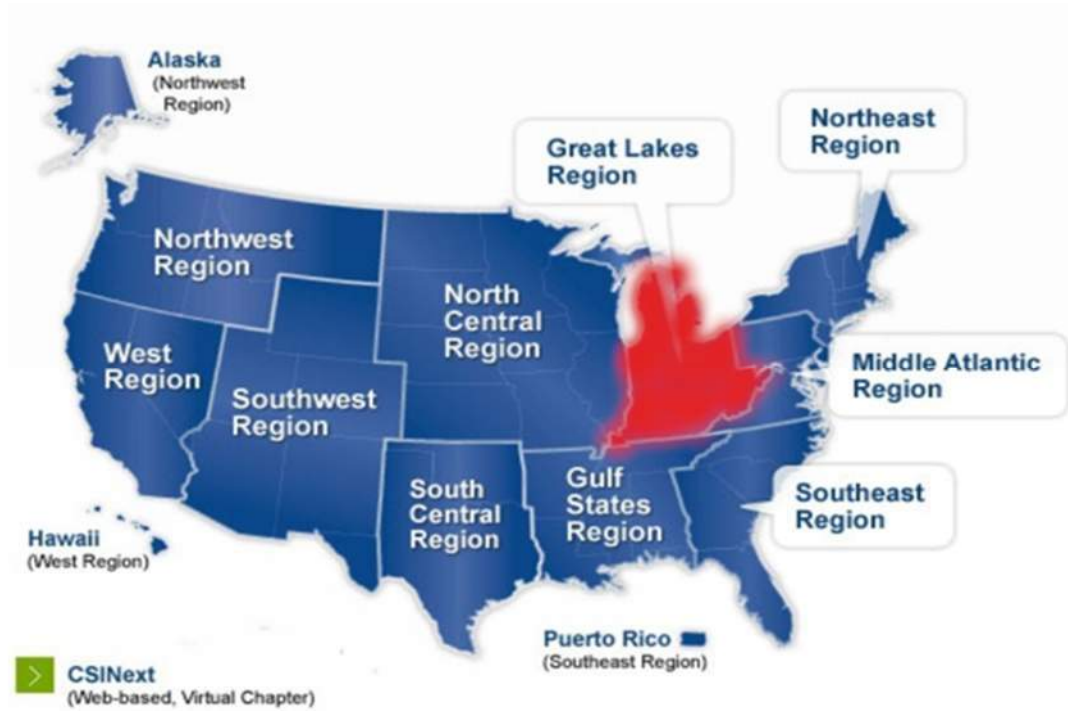 Alaska
(Northwest
Region)
Northeast
Region
Great Lakes
Region
Northwest
Region
North
Central
Region
West
Region
Middle Atlantic
Region
Southwest
Region
South
Central
Region
Gulf
States
Region
Southeast
Region
Hawaii
(West Region)
Puerto Rico
(Southeast Region)
CSINext
(Web-based, Virtual Chapter)